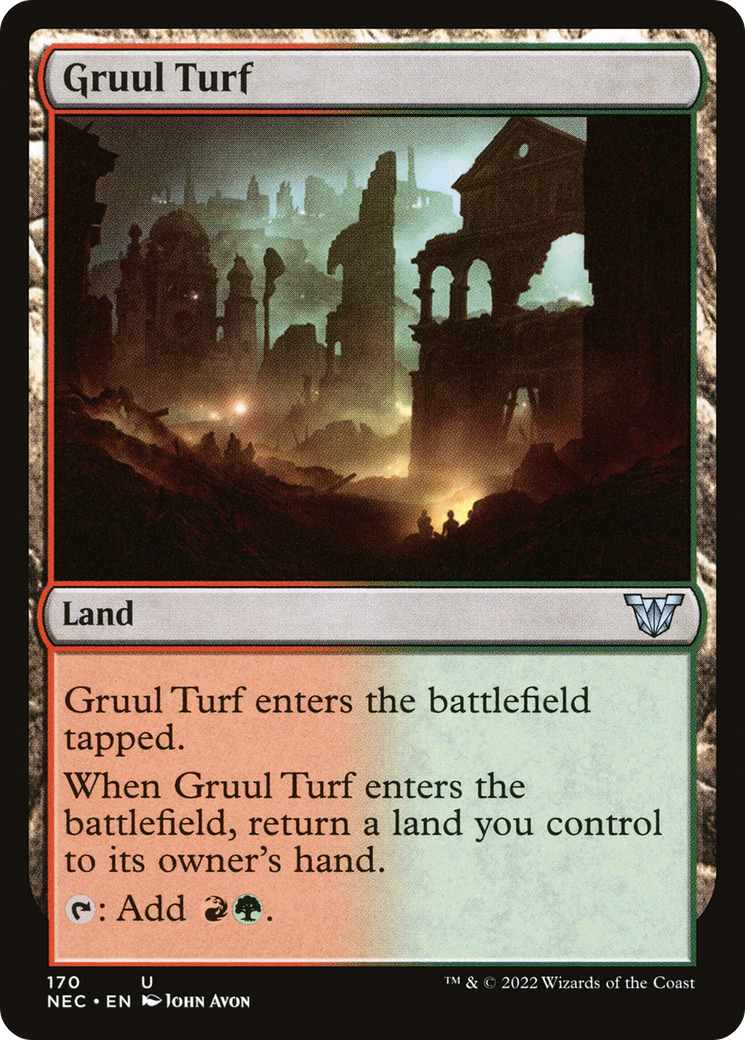 Gruul Turf
Land
Gruul Turf enters the battlefield
tapped.
When Gruul Turf enters the
battlefield, return a land you control
to its owner's hand.
: Add .
170 U
NEC • EN John Avon
™ & © 2022 Wizards of the Coast